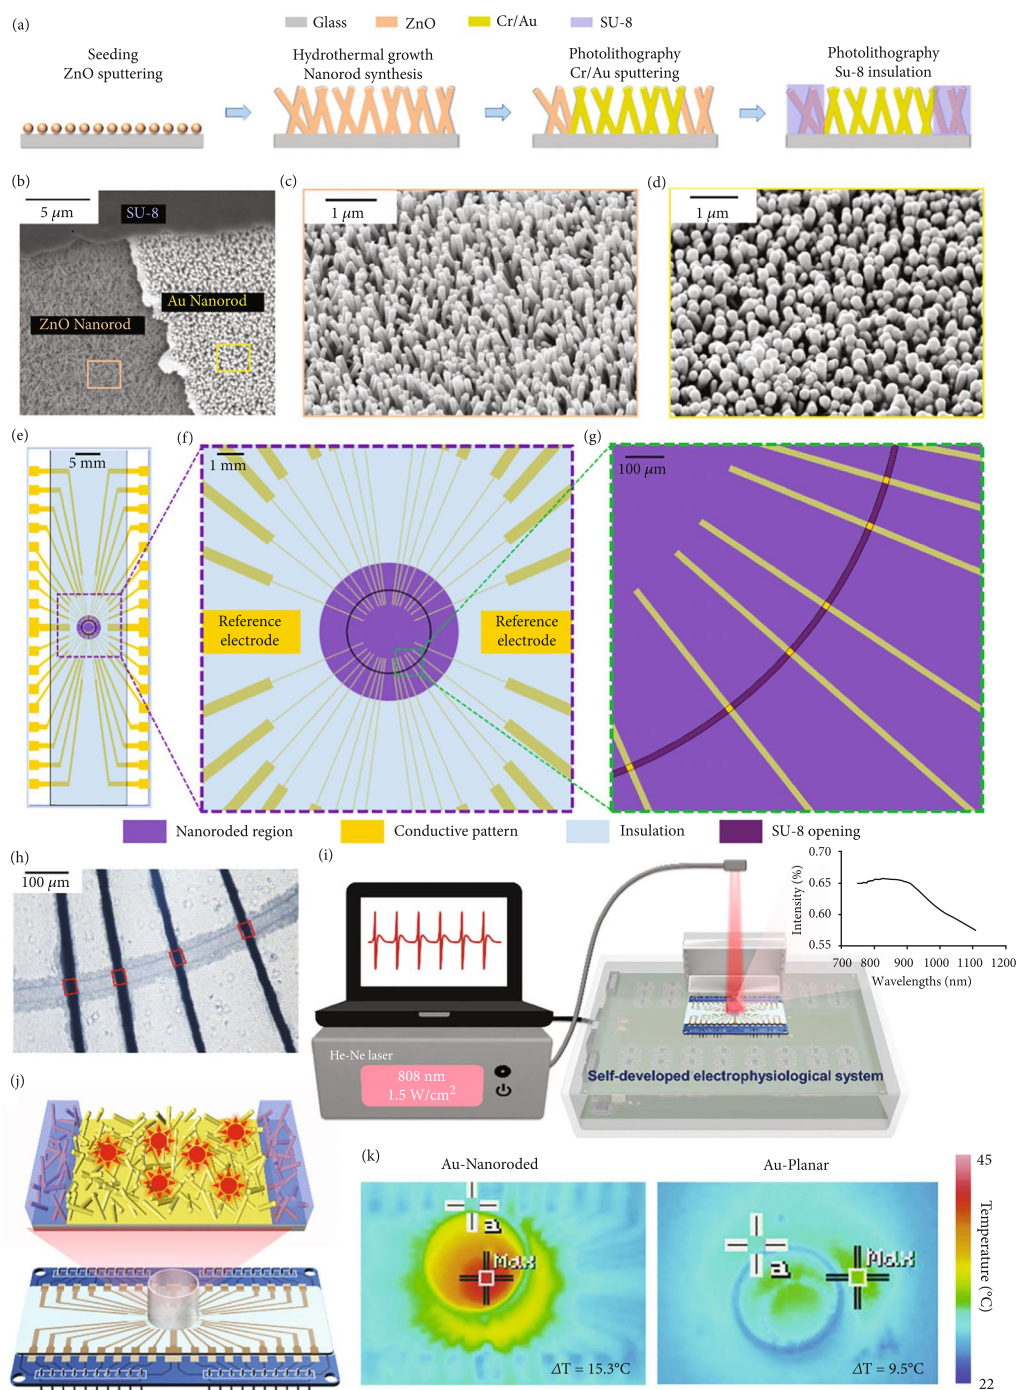 (a)
Glass
ZnO
Cr/Au
SU-8
Seeding
ZnO sputtering
Hydrothermal growth
Nanorod synthesis
Photolithography
Cr/Au sputtering
Photolithography
Su-8 insulation
(b)
5 μm
SU-8
Au Nanorod
ZnO Nanorod
(c)
1 μm
(d)
1 μm
(e)
5 mm
(f)
1 mm
Reference
electrode
Reference
electrode
(g)
100 μm
Nanoroded region
Conductive pattern
Insulation
SU-8 opening
(h)
100 μm
(i)
He-Ne laser
808 nm
1.5 W/cm²
Self-developed electrophysiological system
Intensity (%)
0.70
0.65
0.60
0.55
700
800
900
1000
1100
1200
Wavelengths (nm)
(j)
(k)
Au-Nanoroded
a
Max
ΔT = 15.3°C
Au-Planar
a
Max
ΔT = 9.5°C
45
Temperature (°C)
22